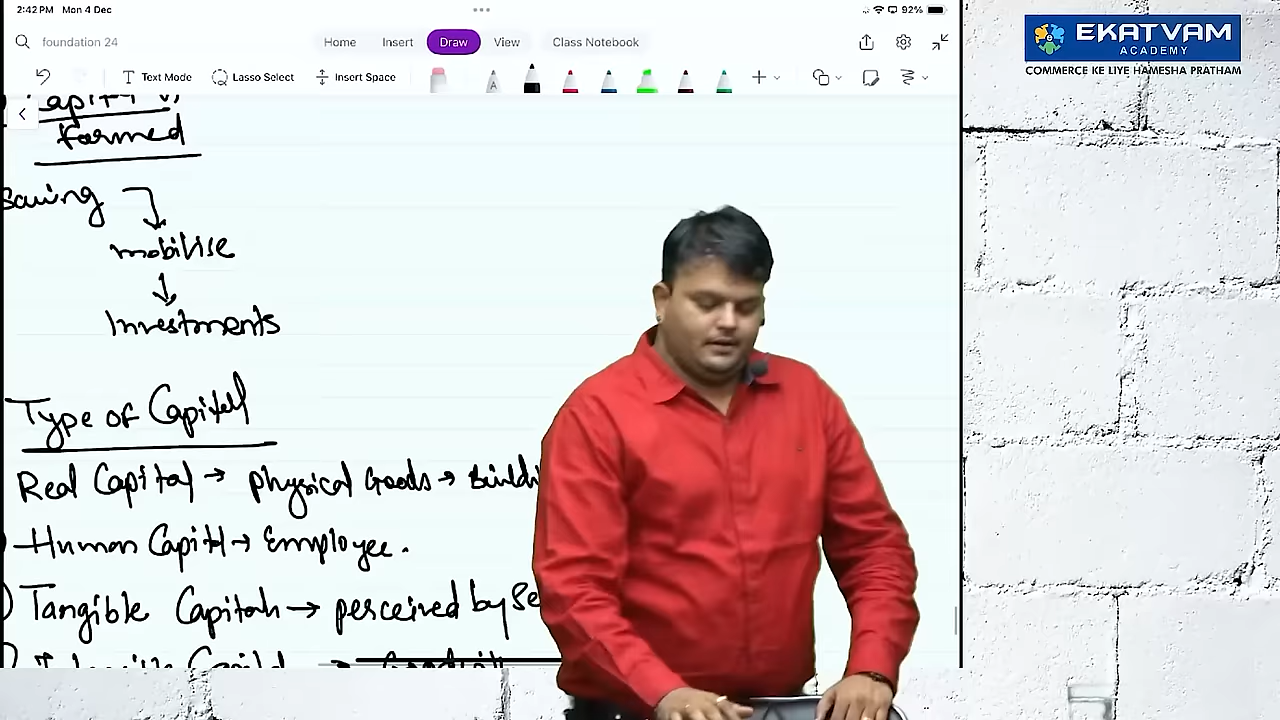 2:42 PM Mon 4 Dec
92%
foundation 24
Home Insert Draw View Class Notebook
Text Mode Lasso Select Insert Space
EKATVAM
ACADEMY
COMMERCE KE LIYE HAMESHA PRATHAM
formed
saving
mobilise
Investments
Type of Capital
Real Capital → physical Goods →
Human Capitl → Employee.
Tangible Capital → perceived by